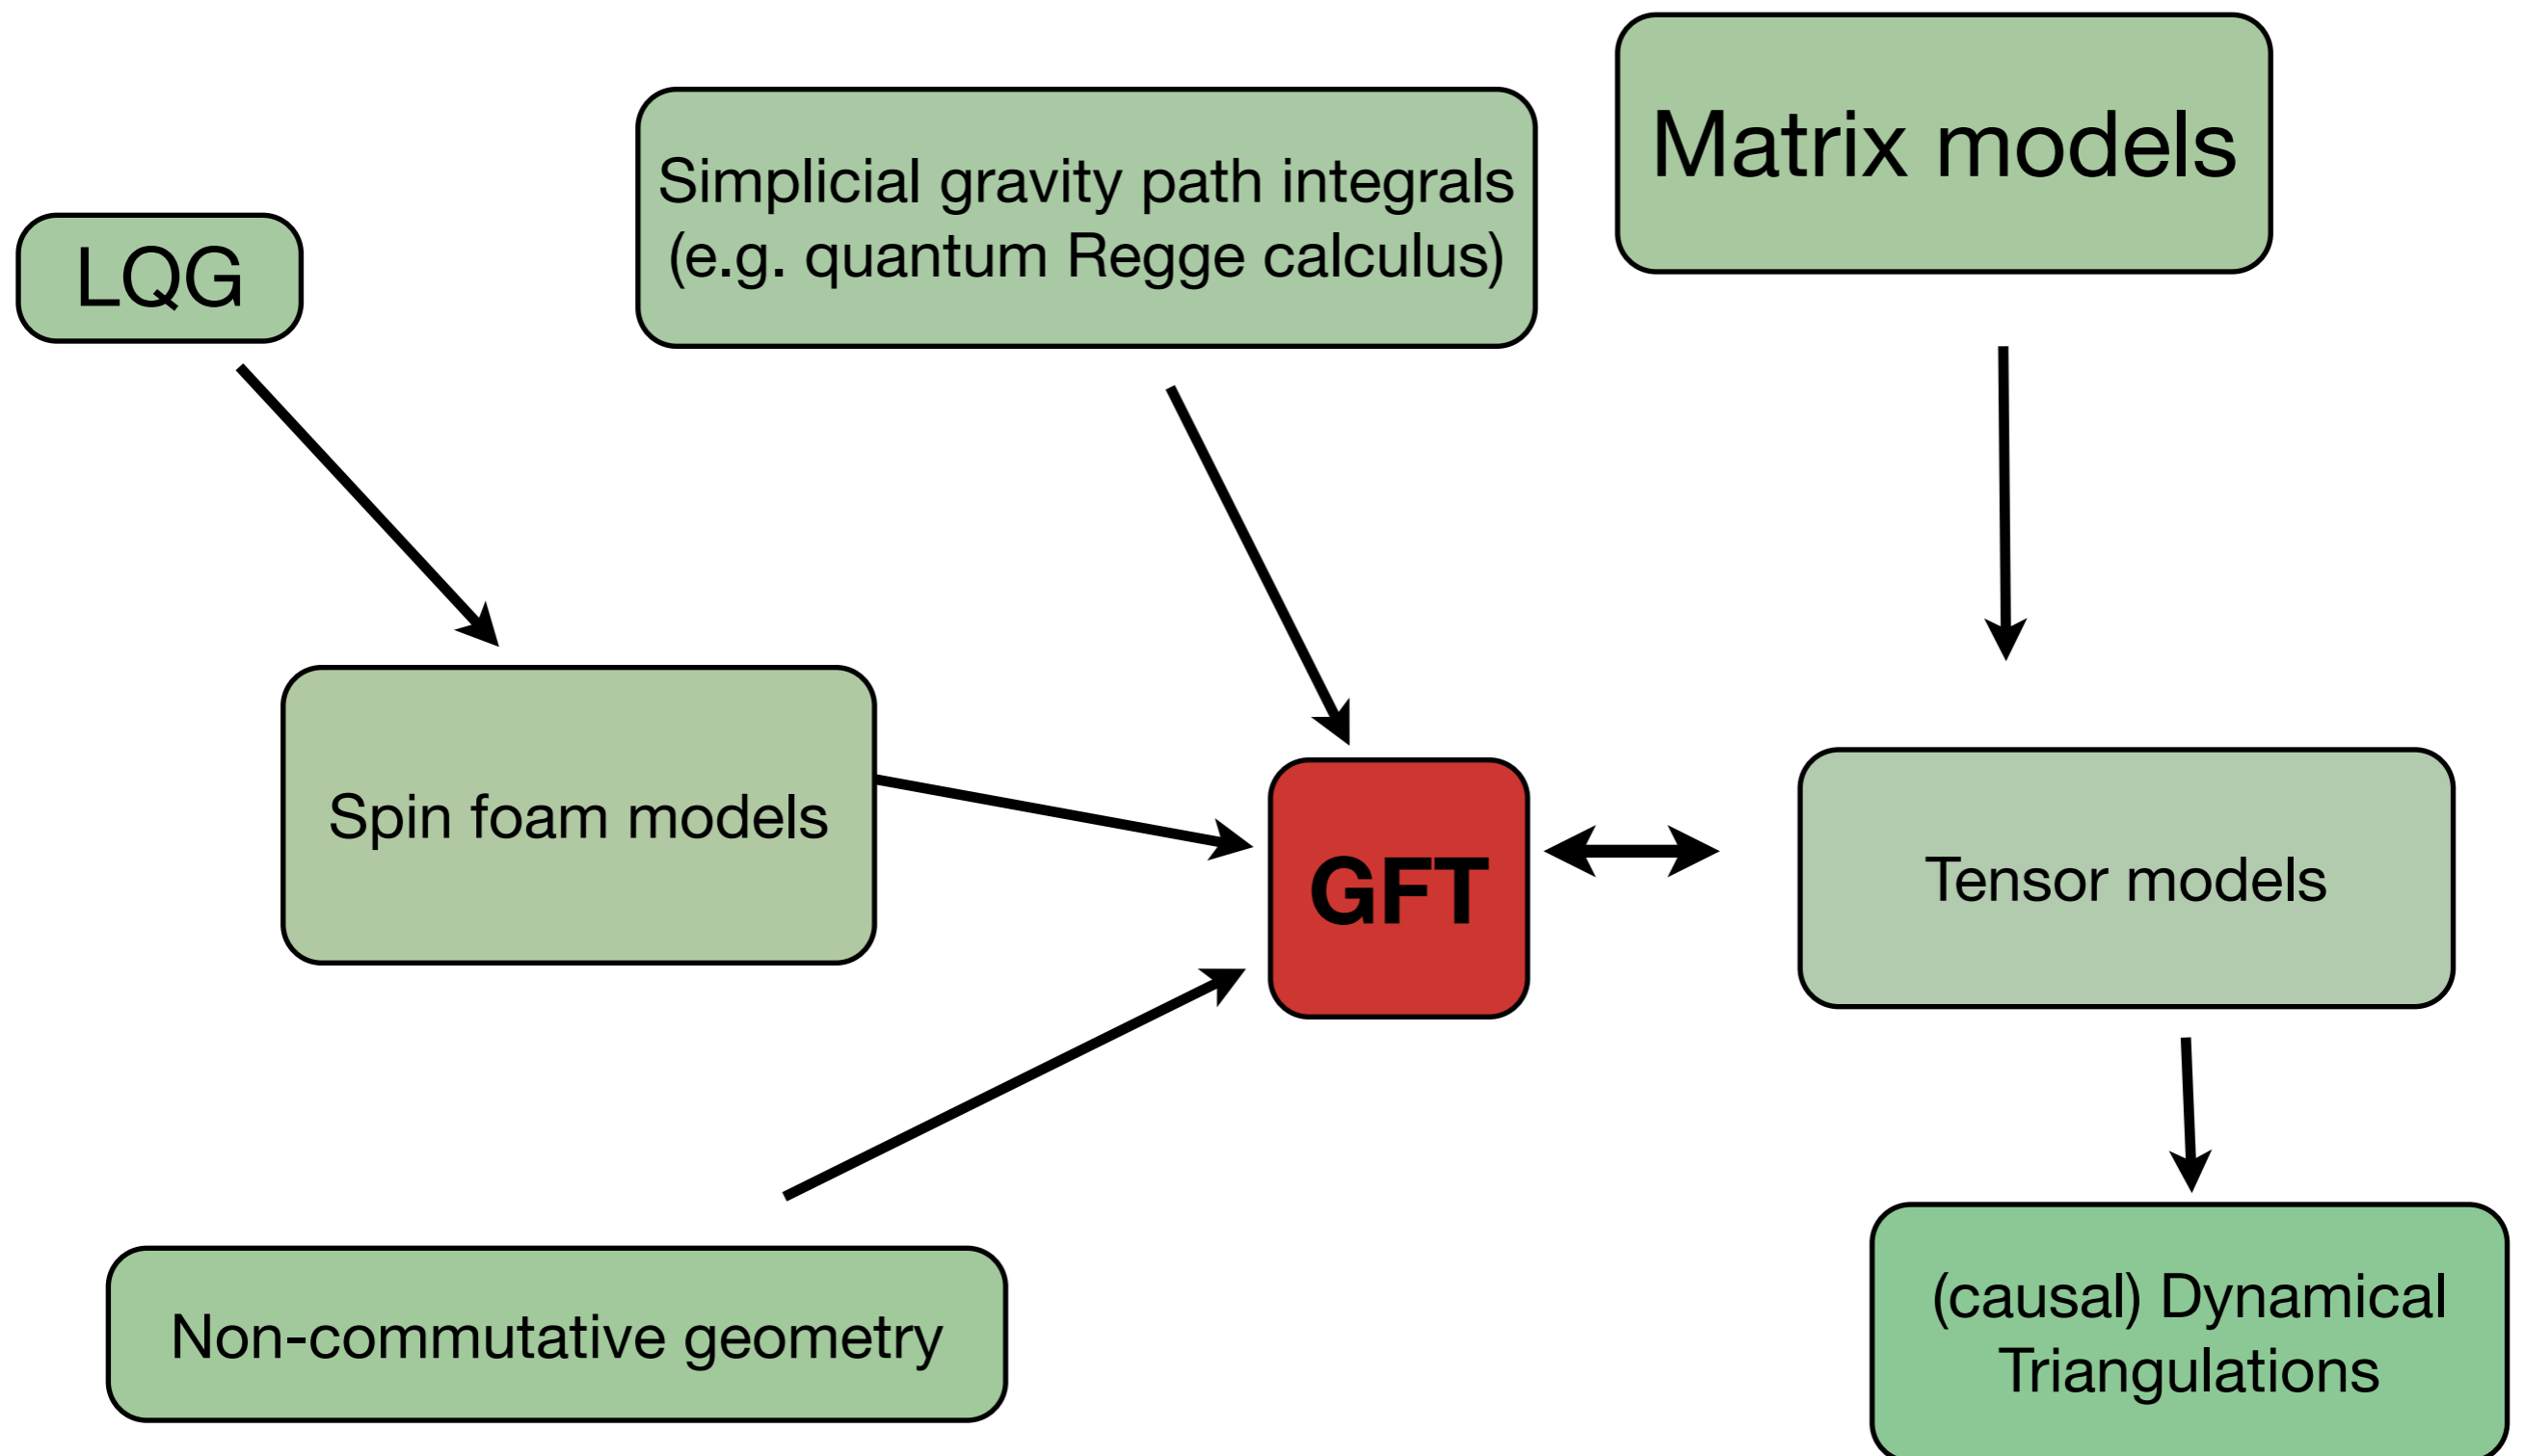 Matrix models
Simplicial gravity path integrals
(e.g. quantum Regge calculus)
LQG
Spin foam models
GFT
Tensor models
Non-commutative geometry
(causal) Dynamical
Triangulations